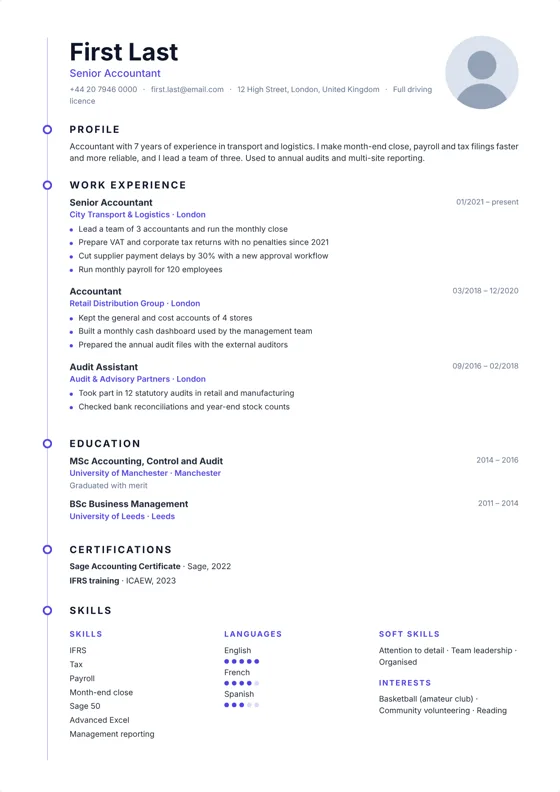 First Last
Senior Accountant
+44 20 7946 0000 · first.last@email.com · 12 High Street, London, United Kingdom · Full driving
licence
PROFILE
Accountant with 7 years of experience in transport and logistics. I make month-end close, payroll and tax filings faster
and more reliable, and I lead a team of three. Used to annual audits and multi-site reporting.
WORK EXPERIENCE
Senior Accountant 01/2021 – present
City Transport & Logistics · London
• Lead a team of 3 accountants and run the monthly close
• Prepare VAT and corporate tax returns with no penalties since 2021
• Cut supplier payment delays by 30% with a new approval workflow
• Run monthly payroll for 120 employees
Accountant 03/2018 – 12/2020
Retail Distribution Group · London
• Kept the general and cost accounts of 4 stores
• Built a monthly cash dashboard used by the management team
• Prepared the annual audit files with the external auditors
Audit Assistant 09/2016 – 02/2018
Audit & Advisory Partners · London
• Took part in 12 statutory audits in retail and manufacturing
• Checked bank reconciliations and year-end stock counts
EDUCATION
MSc Accounting, Control and Audit 2014 – 2016
University of Manchester · Manchester
Graduated with merit
BSc Business Management 2011 – 2014
University of Leeds · Leeds
CERTIFICATIONS
Sage Accounting Certificate · Sage, 2022
IFRS training · ICAEW, 2023
SKILLS
SKILLS
IFRS
Tax
Payroll
Month-end close
Sage 50
Advanced Excel
Management reporting
LANGUAGES
English
French
Spanish
SOFT SKILLS
Attention to detail · Team leadership ·
Organised
INTERESTS
Basketball (amateur club) ·
Community volunteering · Reading